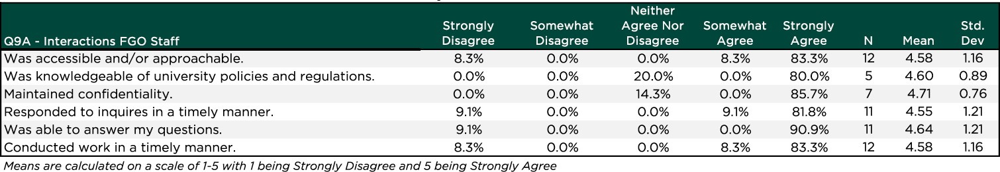 Q9A - Interactions FGO Staff Strongly Disagree Somewhat Disagree Neither Agree Nor Disagree Somewhat Agree Strongly Agree N Mean Std. Dev
Was accessible and/or approachable. 8.3% 0.0% 0.0% 8.3% 83.3% 12 4.58 1.16
Was knowledgeable of university policies and regulations. 0.0% 0.0% 20.0% 0.0% 80.0% 5 4.60 0.89
Maintained confidentiality. 0.0% 0.0% 14.3% 0.0% 85.7% 7 4.71 0.76
Responded to inquires in a timely manner. 9.1% 0.0% 0.0% 9.1% 81.8% 11 4.55 1.21
Was able to answer my questions. 9.1% 0.0% 0.0% 0.0% 90.9% 11 4.64 1.21
Conducted work in a timely manner. 8.3% 0.0% 0.0% 8.3% 83.3% 12 4.58 1.16
Means are calculated on a scale of 1-5 with 1 being Strongly Disagree and 5 being Strongly Agree